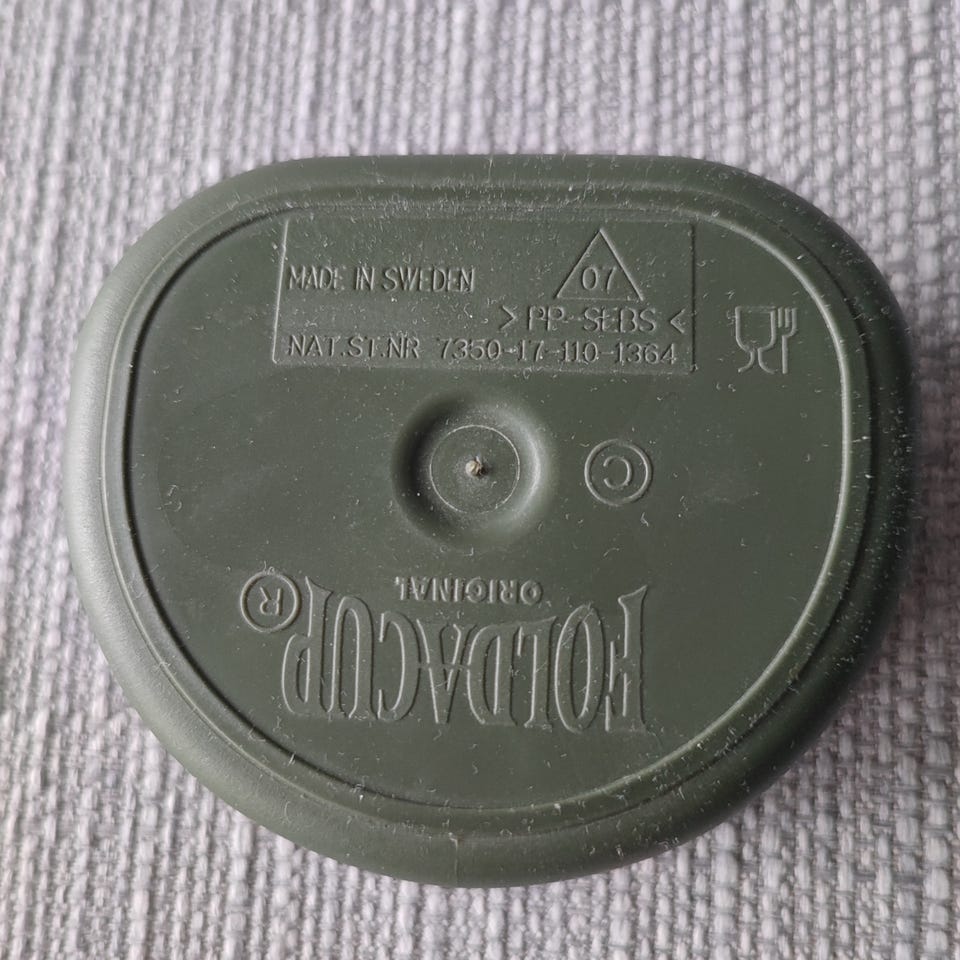 MADE IN SWEDEN
07
> PP-SEBS <
NAT.ST.NR 7350-17-110-1364
©
ORIGINAL
FOLDACUP®